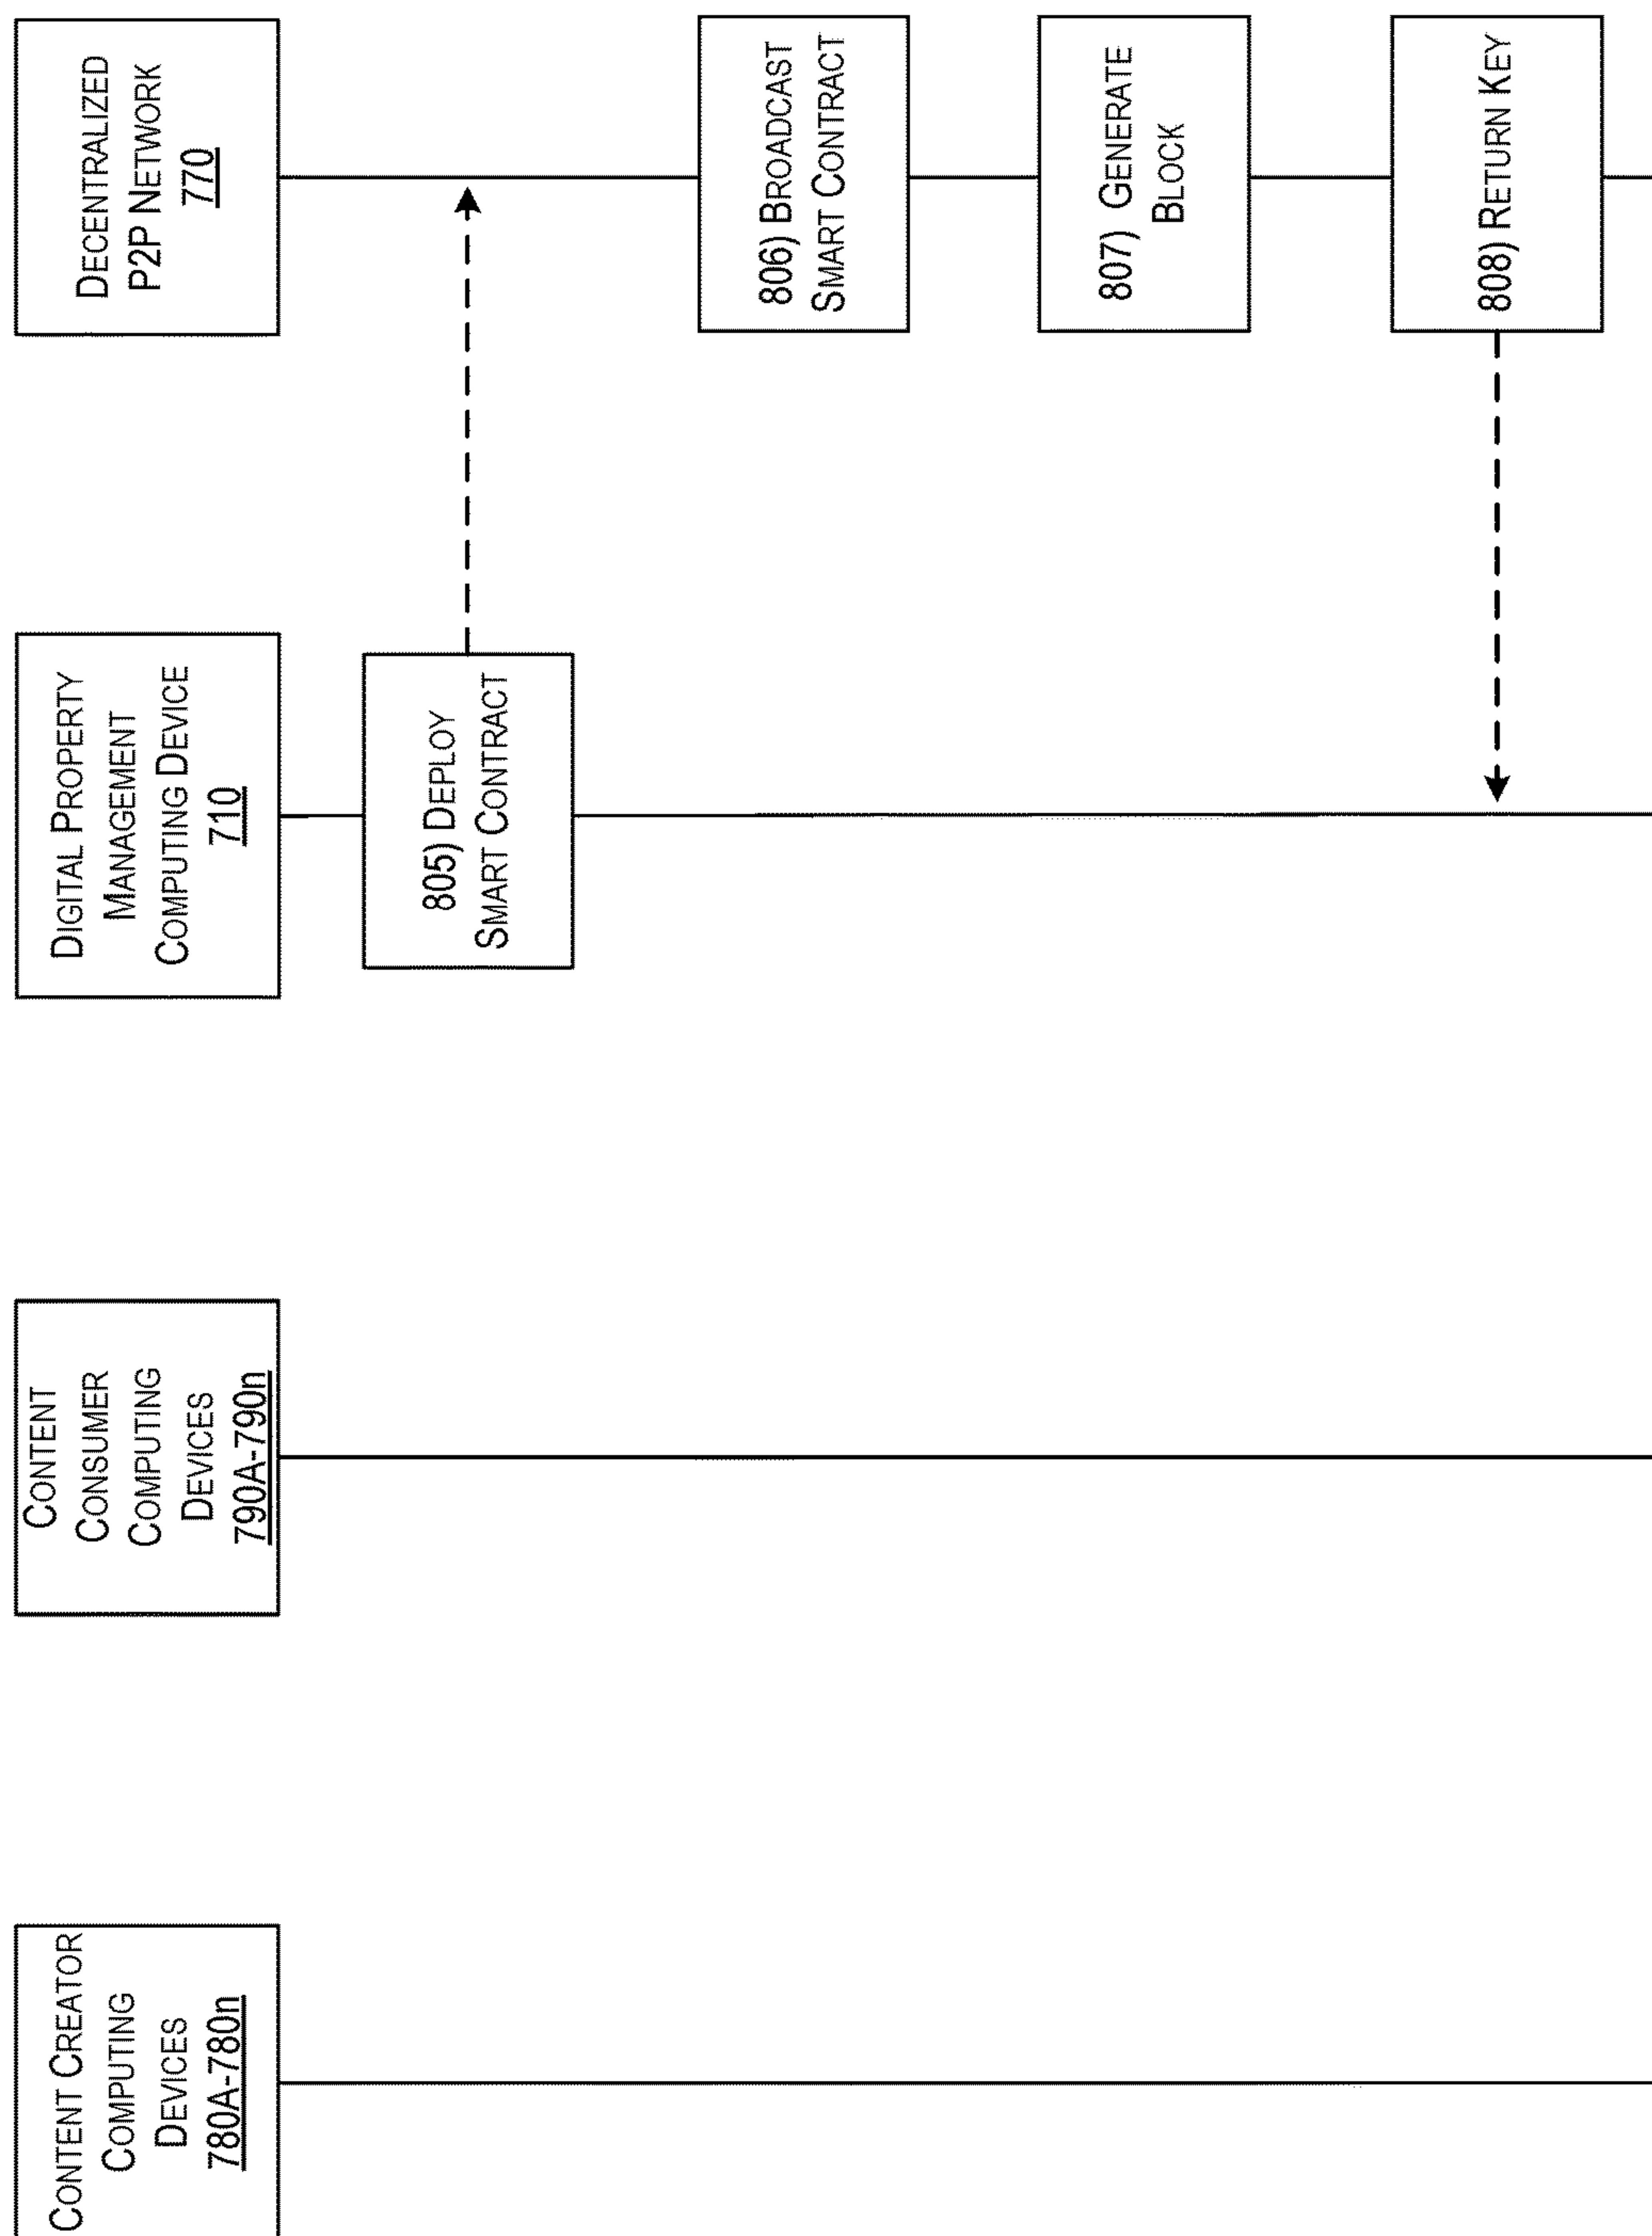 CONTENT CREATOR
COMPUTING
DEVICES
780A-780n
CONTENT
CONSUMER
COMPUTING
DEVICES
790A-790n
DIGITAL PROPERTY
MANAGEMENT
COMPUTING DEVICE
710
DECENTRALIZED
P2P NETWORK
770
805) DEPLOY
SMART CONTRACT
806) BROADCAST
SMART CONTRACT
807) GENERATE
BLOCK
808) RETURN KEY